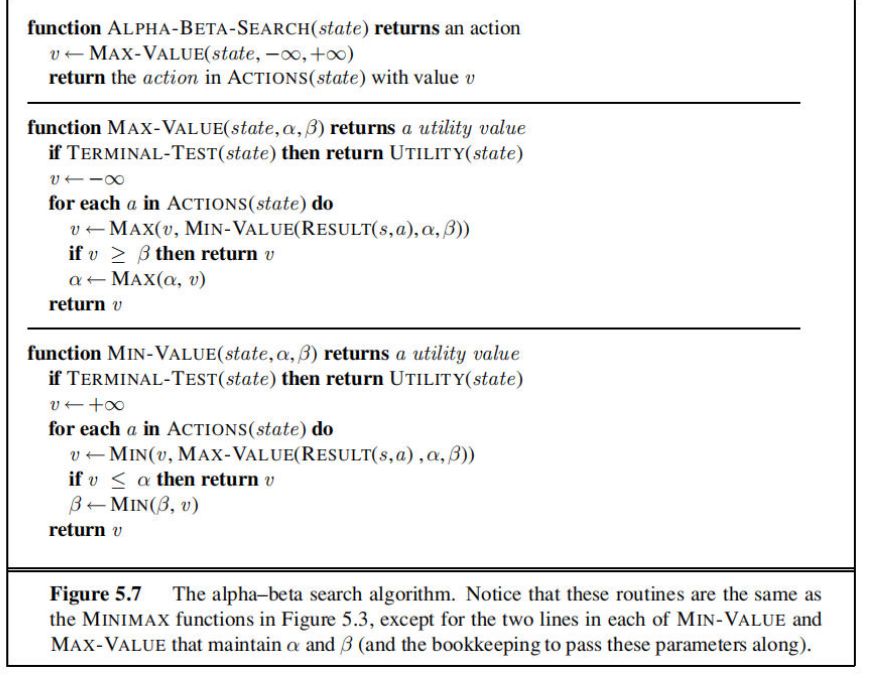 function ALPHA-BETA-SEARCH(state) returns an action
v ← MAX-VALUE(state, −∞, +∞)
return the action in ACTIONS(state) with value v
function MAX-VALUE(state, α, β) returns a utility value
if TERMINAL-TEST(state) then return UTILITY(state)
v ← −∞
for each a in ACTIONS(state) do
v ← MAX(v, MIN-VALUE(RESULT(s,a), α, β))
if v ≥ β then return v
α ← MAX(α, v)
return v
function MIN-VALUE(state, α, β) returns a utility value
if TERMINAL-TEST(state) then return UTILITY(state)
v ← +∞
for each a in ACTIONS(state) do
v ← MIN(v, MAX-VALUE(RESULT(s,a) , α, β))
if v ≤ α then return v
β ← MIN(β, v)
return v
Figure 5.7 The alpha–beta search algorithm. Notice that these routines are the same as
the MINIMAX functions in Figure 5.3, except for the two lines in each of MIN-VALUE and
MAX-VALUE that maintain α and β (and the bookkeeping to pass these parameters along).